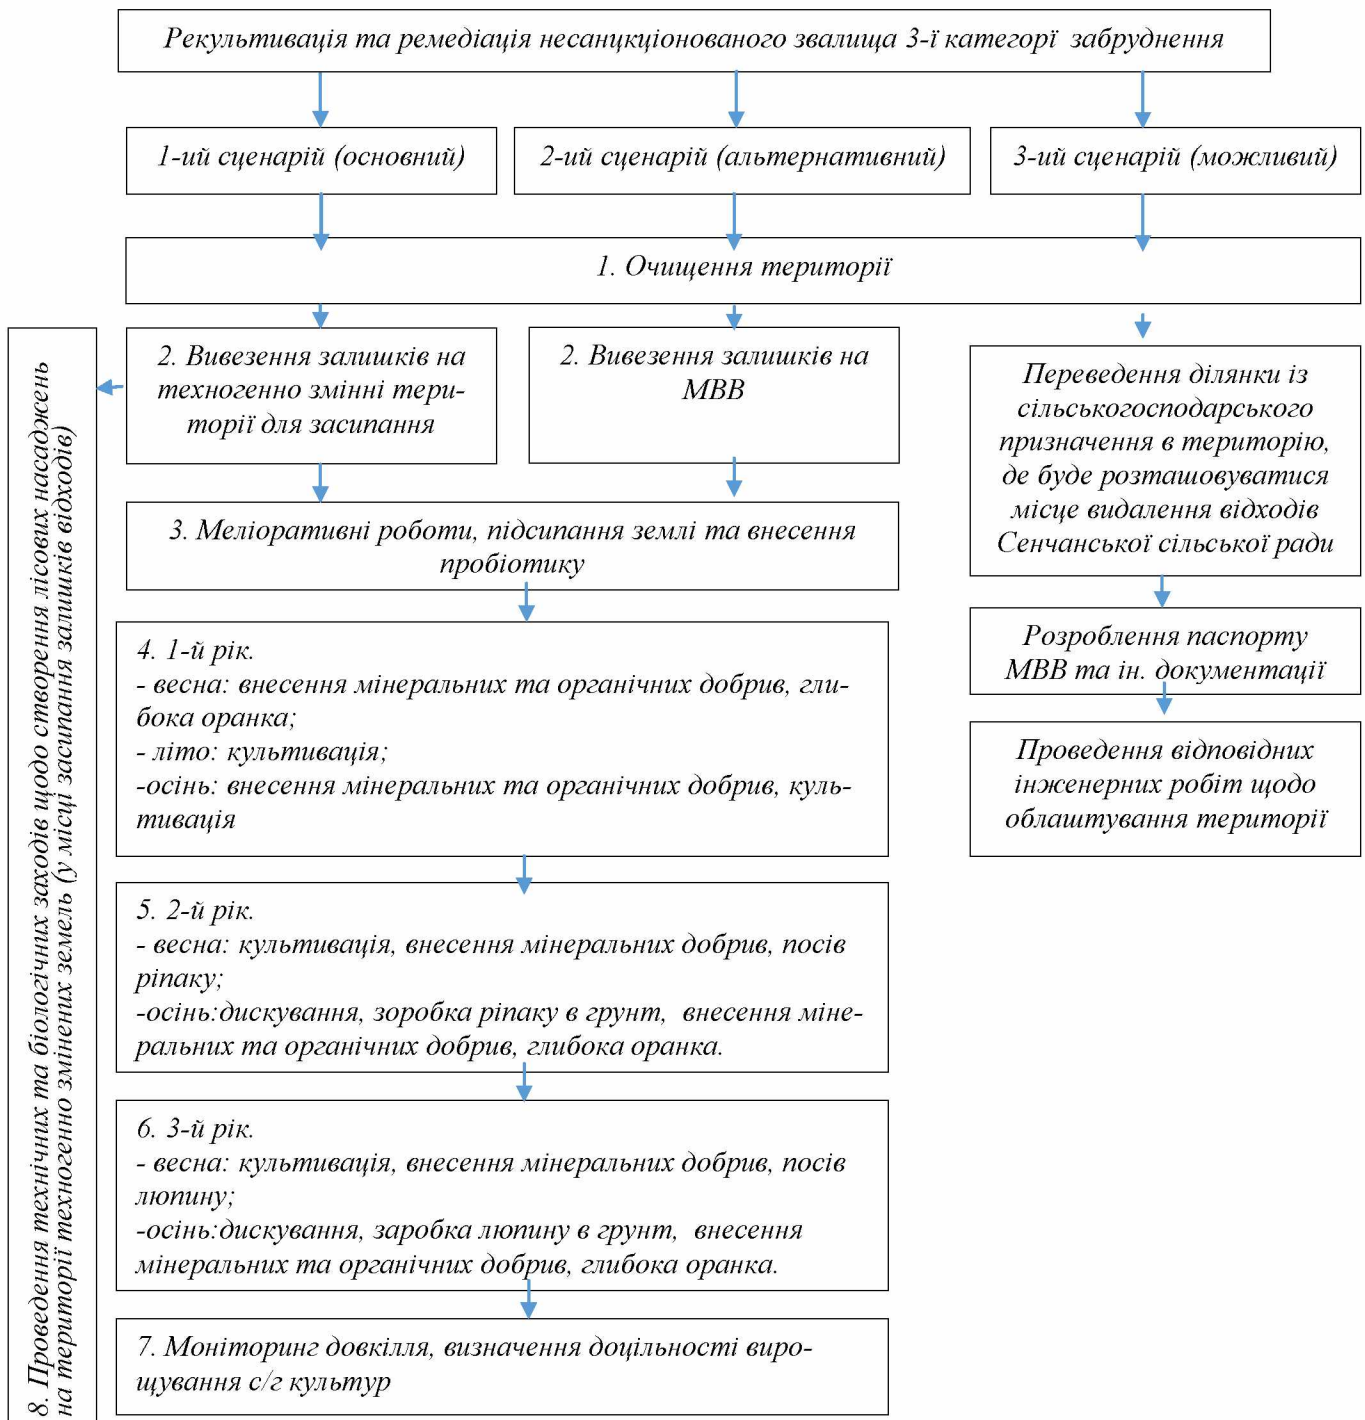 Рекультивація та ремедіація несанцкціонованого звалища 3-ї категорї забруднення
1-ий сценарій (основний)
2-ий сценарій (альтернативний)
3-ий сценарій (можливий)
1. Очищення території
2. Вивезення залишків на
техногенно змінні тери-
торії для засипання
2. Вивезення залишків на
МВВ
Переведення ділянки із
сільськогосподарського
призначення в територію,
де буде розташовуватися
місце видалення відходів
Сенчанської сільської ради
3. Меліоративні роботи, підсипання землі та внесення
пробіотику
Розроблення паспорту
МВВ та ін. документації
4. 1-й рік.
- весна: внесення мінеральних та органічних добрив, гли-
бока оранка;
- літо: культивація;
-осінь: внесення мінеральних та органічних добрив, куль-
тивація
Проведення відповідних
інженерних робіт щодо
облаштування території
5. 2-й рік.
- весна: культивація, внесення мінеральних добрив, посів
ріпаку;
-осінь:дискування, зоробка ріпаку в грунт, внесення міне-
ральних та органічних добрив, глибока оранка.
6. 3-й рік.
- весна: культивація, внесення мінеральних добрив, посів
люпину;
-осінь:дискування, заробка люпину в грунт, внесення
мінеральних та органічних добрив, глибока оранка.
7. Моніторинг довкілля, визначення доцільності виро-
щування с/г культур
8. Проведення технічних та біологічних заходів щодо створення лісових насаджень
на території техногенно змінених земель (у місці засипання залишків відходів)